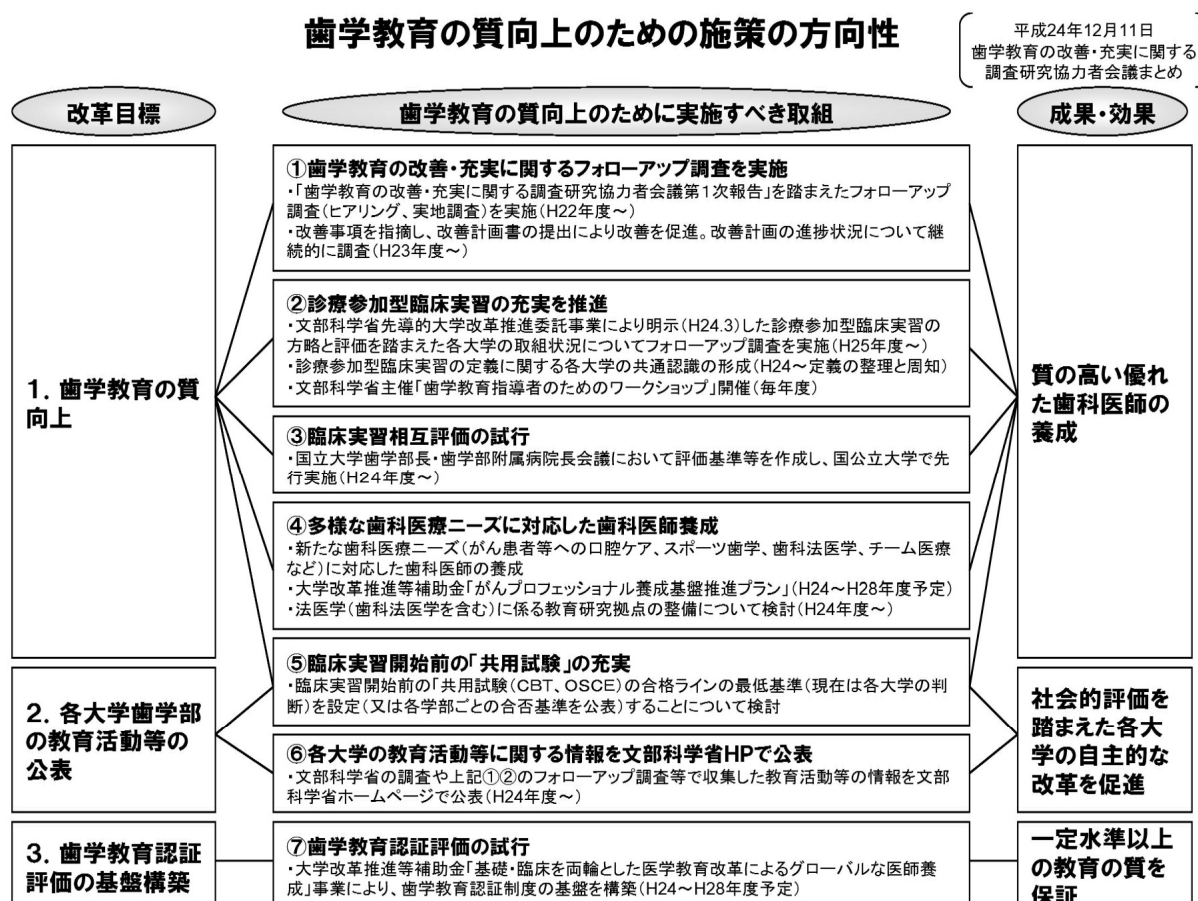 歯学教育の質向上のための施策の方向性
平成24年12月11日
歯学教育の改善・充実に関する
調査研究協力者会議まとめ
改革目標
歯学教育の質向上のために実施すべき取組
成果・効果
1．歯学教育の質
向上
①歯学教育の改善・充実に関するフォローアップ調査を実施
・「歯学教育の改善・充実に関する調査研究協力者会議第１次報告」を踏まえたフォローアップ
調査（ヒアリング、実地調査）を実施（H22年度～）
・改善事項を指摘し、改善計画書の提出により改善を促進。改善計画の進捗状況について継
続的に調査（H23年度～）
②診療参加型臨床実習の充実を推進
・文部科学省先導的大学改革推進委託事業により明示（H24.3）した診療参加型臨床実習の
方略と評価を踏まえた各大学の取組状況についてフォローアップ調査を実施（H25年度～）
・診療参加型臨床実習の定義に関する各大学の共通認識の形成（H24～定義の整理と周知）
・文部科学省主催「歯学教育指導者のためのワークショップ」開催（毎年度）
③臨床実習相互評価の試行
・国立大学歯学部長・歯学部附属病院長会議において評価基準等を作成し、国公立大学で先
行実施（H２４年度～）
④多様な歯科医療ニーズに対応した歯科医師養成
・新たな歯科医療ニーズ（がん患者等への口腔ケア、スポーツ歯学、歯科法医学、チーム医療
など）に対応した歯科医師の養成
・大学改革推進等補助金「がんプロフェッショナル養成基盤推進プラン」（H24～H28年度予定）
・法医学（歯科法医学を含む）に係る教育研究拠点の整備について検討（H24年度～）
質の高い優れ
た歯科医師の
養成
2．各大学歯学部
の教育活動等の
公表
⑤臨床実習開始前の「共用試験」の充実
・臨床実習開始前の「共用試験（CBT、OSCE）の合格ラインの最低基準（現在は各大学の判
断）を設定（又は各学部ごとの合否基準を公表）することについて検討
⑥各大学の教育活動等に関する情報を文部科学省HPで公表
・文部科学省の調査や上記①②のフォローアップ調査等で収集した教育活動等の情報を文部
科学省ホームページで公表（H24年度～）
社会的評価を
踏まえた各大
学の自主的な
改革を促進
3．歯学教育認証
評価の基盤構築
⑦歯学教育認証評価の試行
・大学改革推進等補助金「基礎・臨床を両輪とした医学教育改革によるグローバルな医師養
成」事業により、歯学教育認証制度の基盤を構築（H24～H28年度予定）
一定水準以上
の教育の質を
保証